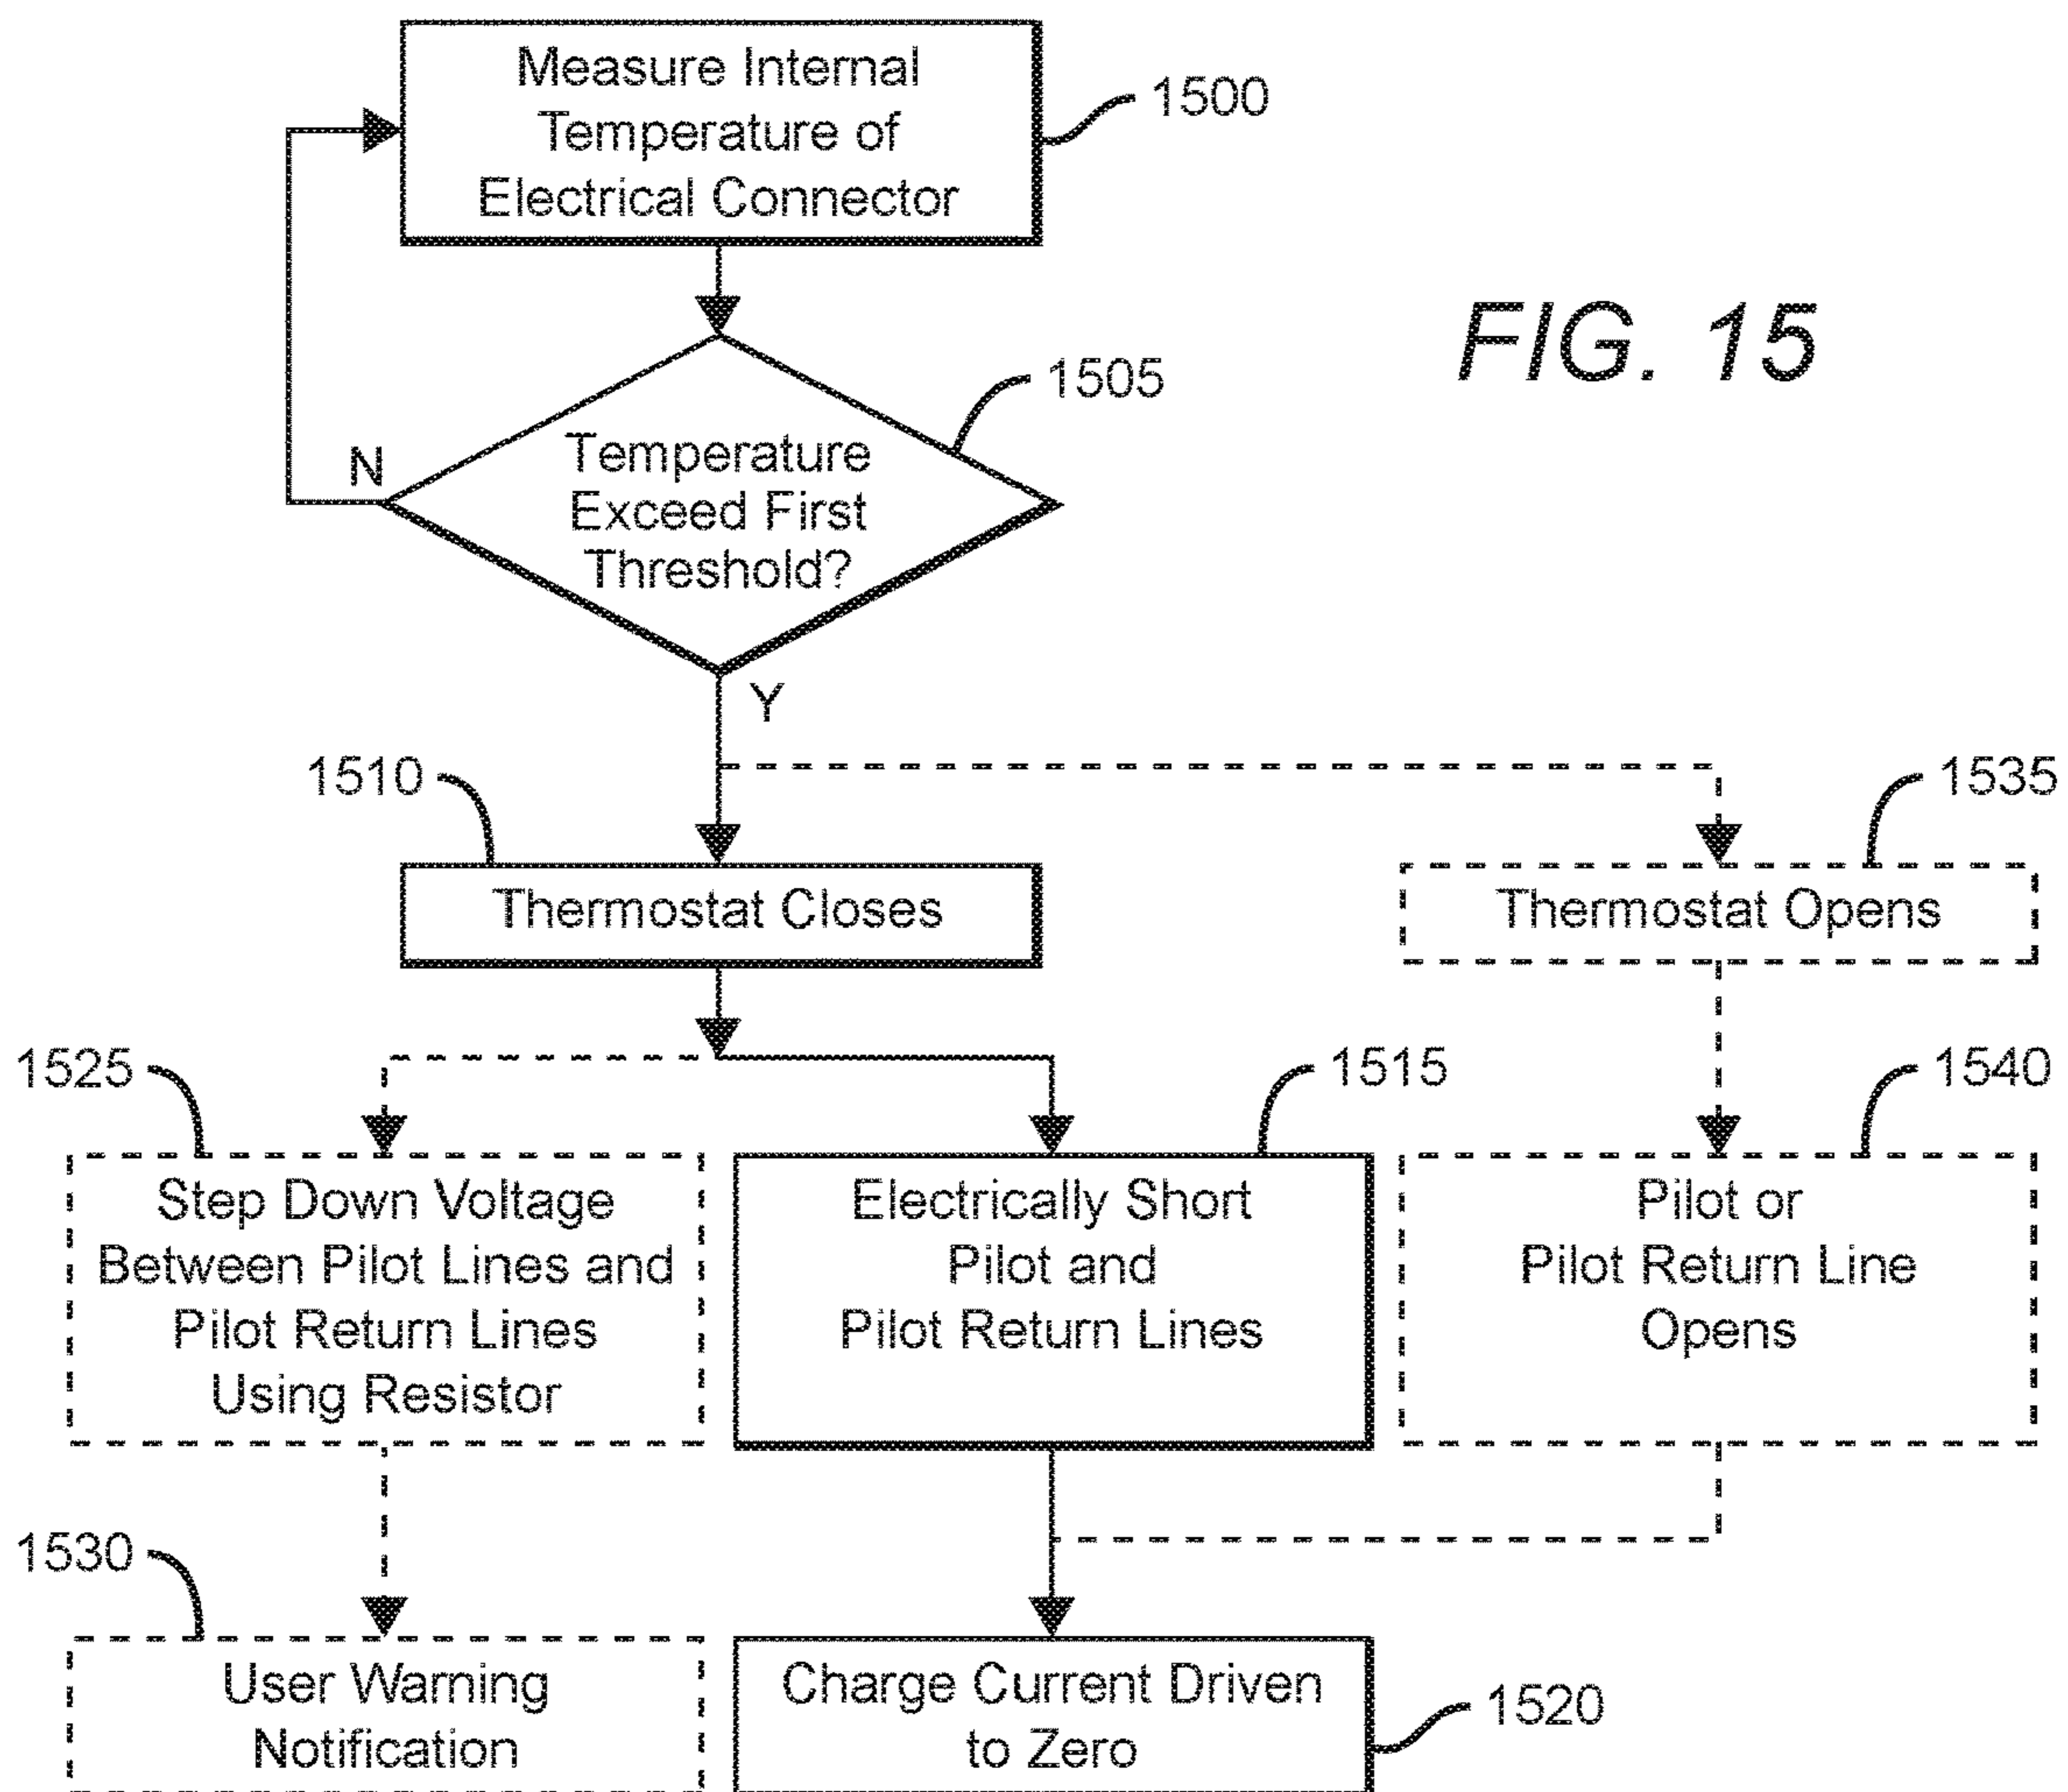 Measure Internal
Temperature of
Electrical Connector
1500
FIG. 15
1505
Temperature
Exceed First
Threshold?
N
Y
1510
1535
Thermostat Closes
Thermostat Opens
1525
1515
1540
Step Down Voltage
Between Pilot Lines and
Pilot Return Lines
Using Resistor
Electrically Short
Pilot and
Pilot Return Lines
Pilot or
Pilot Return Line
Opens
1530
User Warning
Notification
Charge Current Driven
to Zero
1520